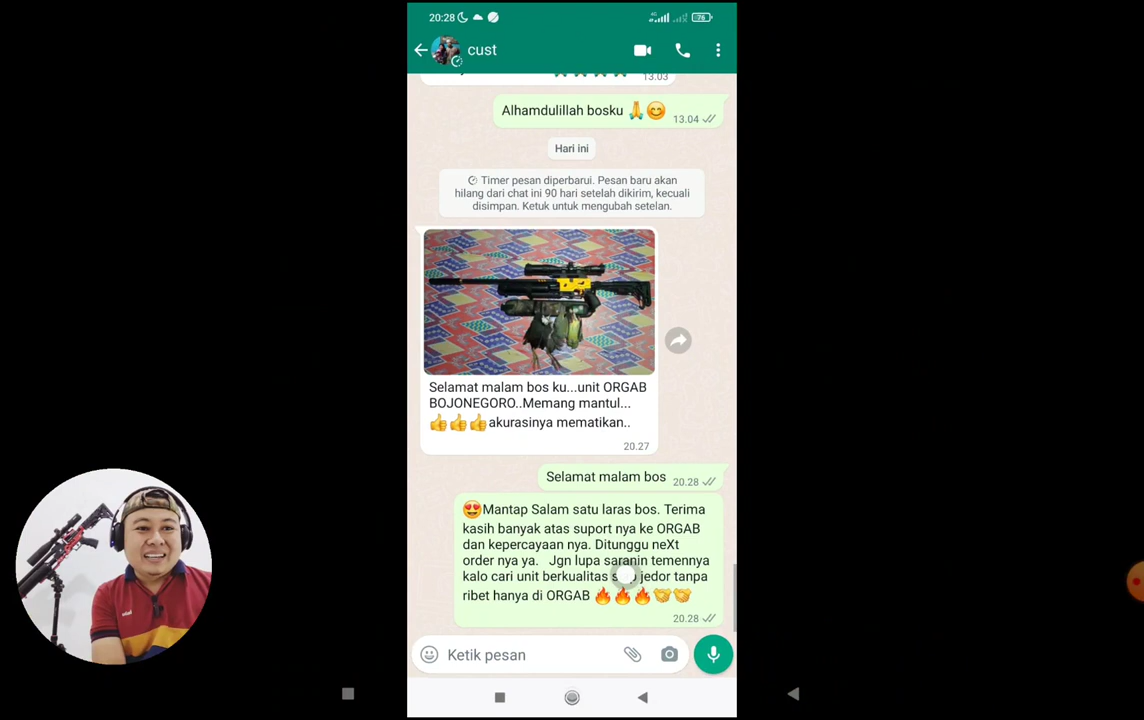 20:28
4G
76
cust
13.03
Alhamdulillah bosku 🙏😊
13.04
Hari ini
Timer pesan diperbarui. Pesan baru akan
hilang dari chat ini 90 hari setelah dikirim, kecuali
disimpan. Ketuk untuk mengubah setelan.
Selamat malam bos ku...unit ORGAB
BOJONEGORO..Memang mantul...
👍👍👍akurasinya mematikan..
20.27
Selamat malam bos
20.28
😍Mantap Salam satu laras bos. Terima
kasih banyak atas suport nya ke ORGAB
dan kepercayaan nya. Ditunggu neXt
order nya ya. Jgn lupa saranin temennya
kalo cari unit berkualitas jedor tanpa
ribet hanya di ORGAB 🔥🔥🔥🤝🤝
20.28
Ketik pesan